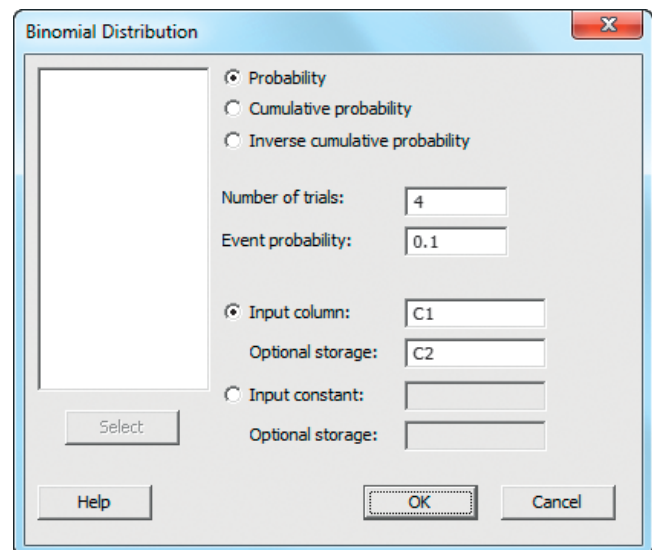 Binomial Distribution
Probability
Cumulative probability
Inverse cumulative probability
Number of trials: 4
Event probability: 0.1
Input column: C1
Optional storage: C2
Input constant:
Optional storage:
Select
Help OK Cancel